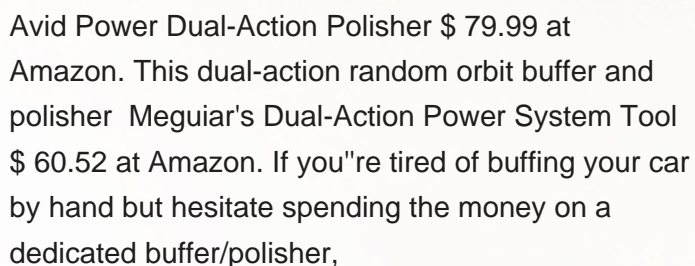 Avid Power Dual-Action Polisher $ 79.99 at
Amazon. This dual-action random orbit buffer and
polisher  Meguiar's Dual-Action Power System Tool
$ 60.52 at Amazon. If you"re tired of buffing your car
by hand but hesitate spending the money on a
dedicated buffer/polisher,